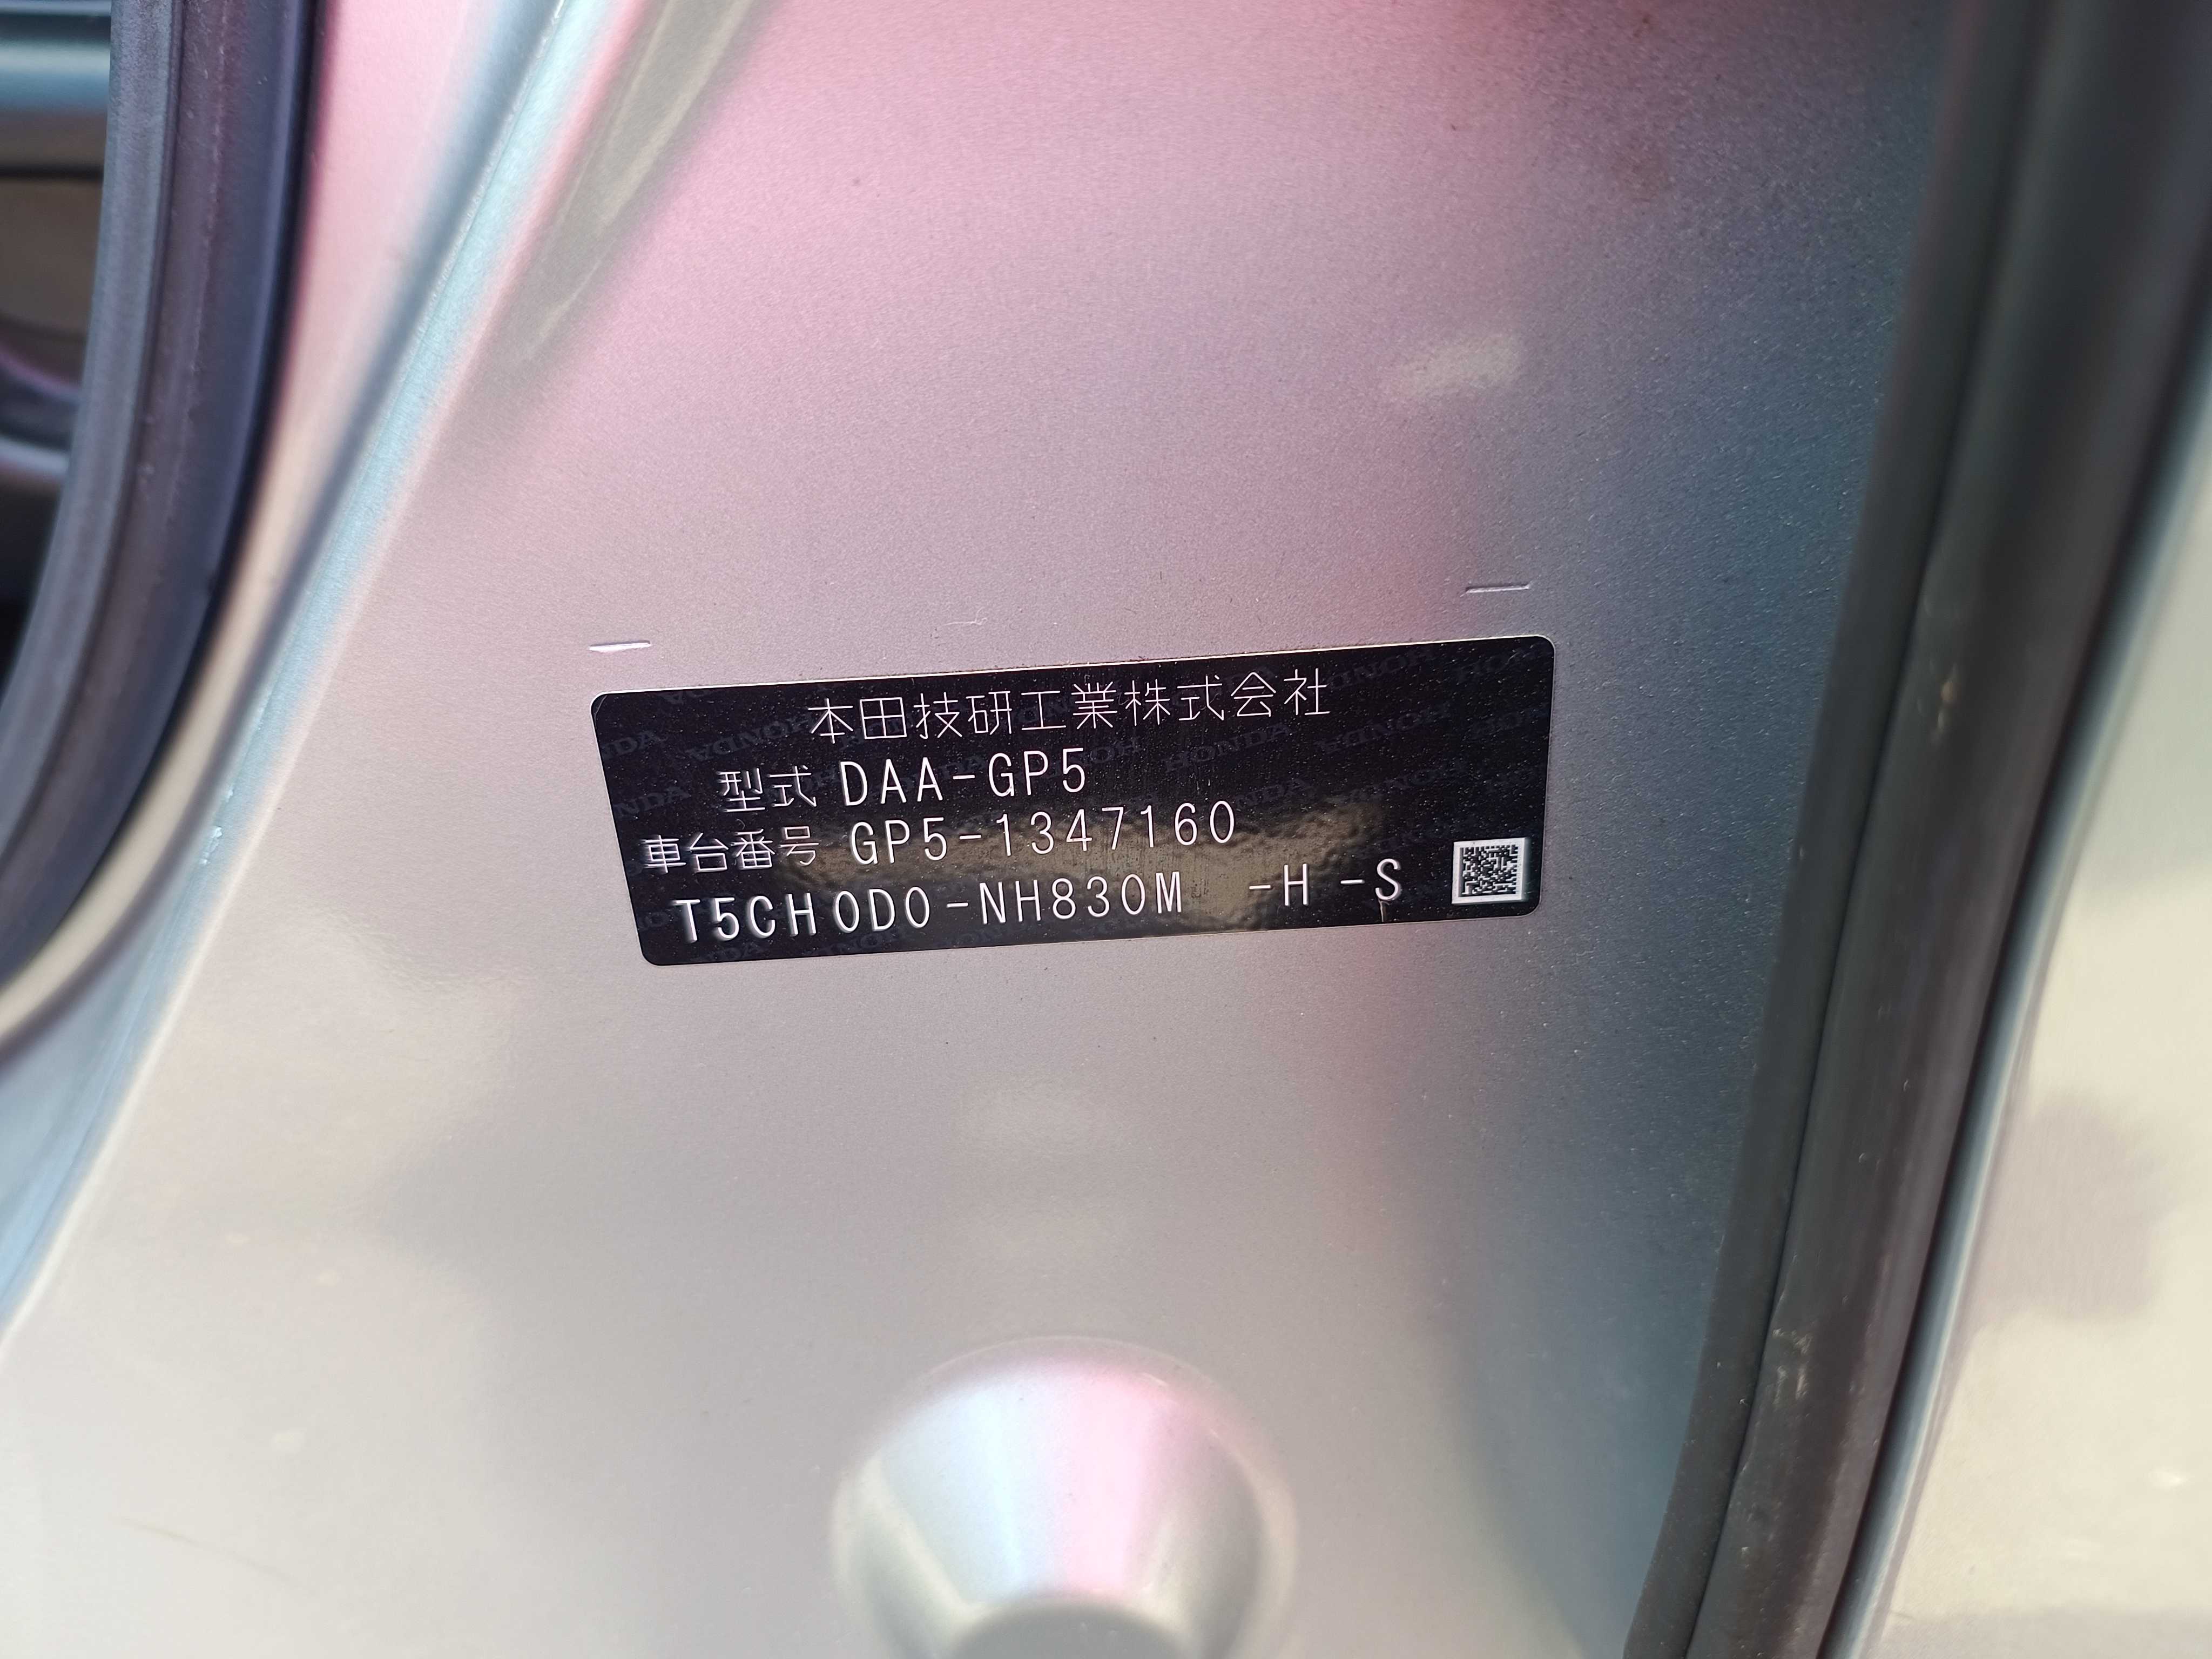 本田技研工業株式会社
型式 DAA-GP5
車台番号 GP5-1347160
T5CH0D0-NH830M -H -S